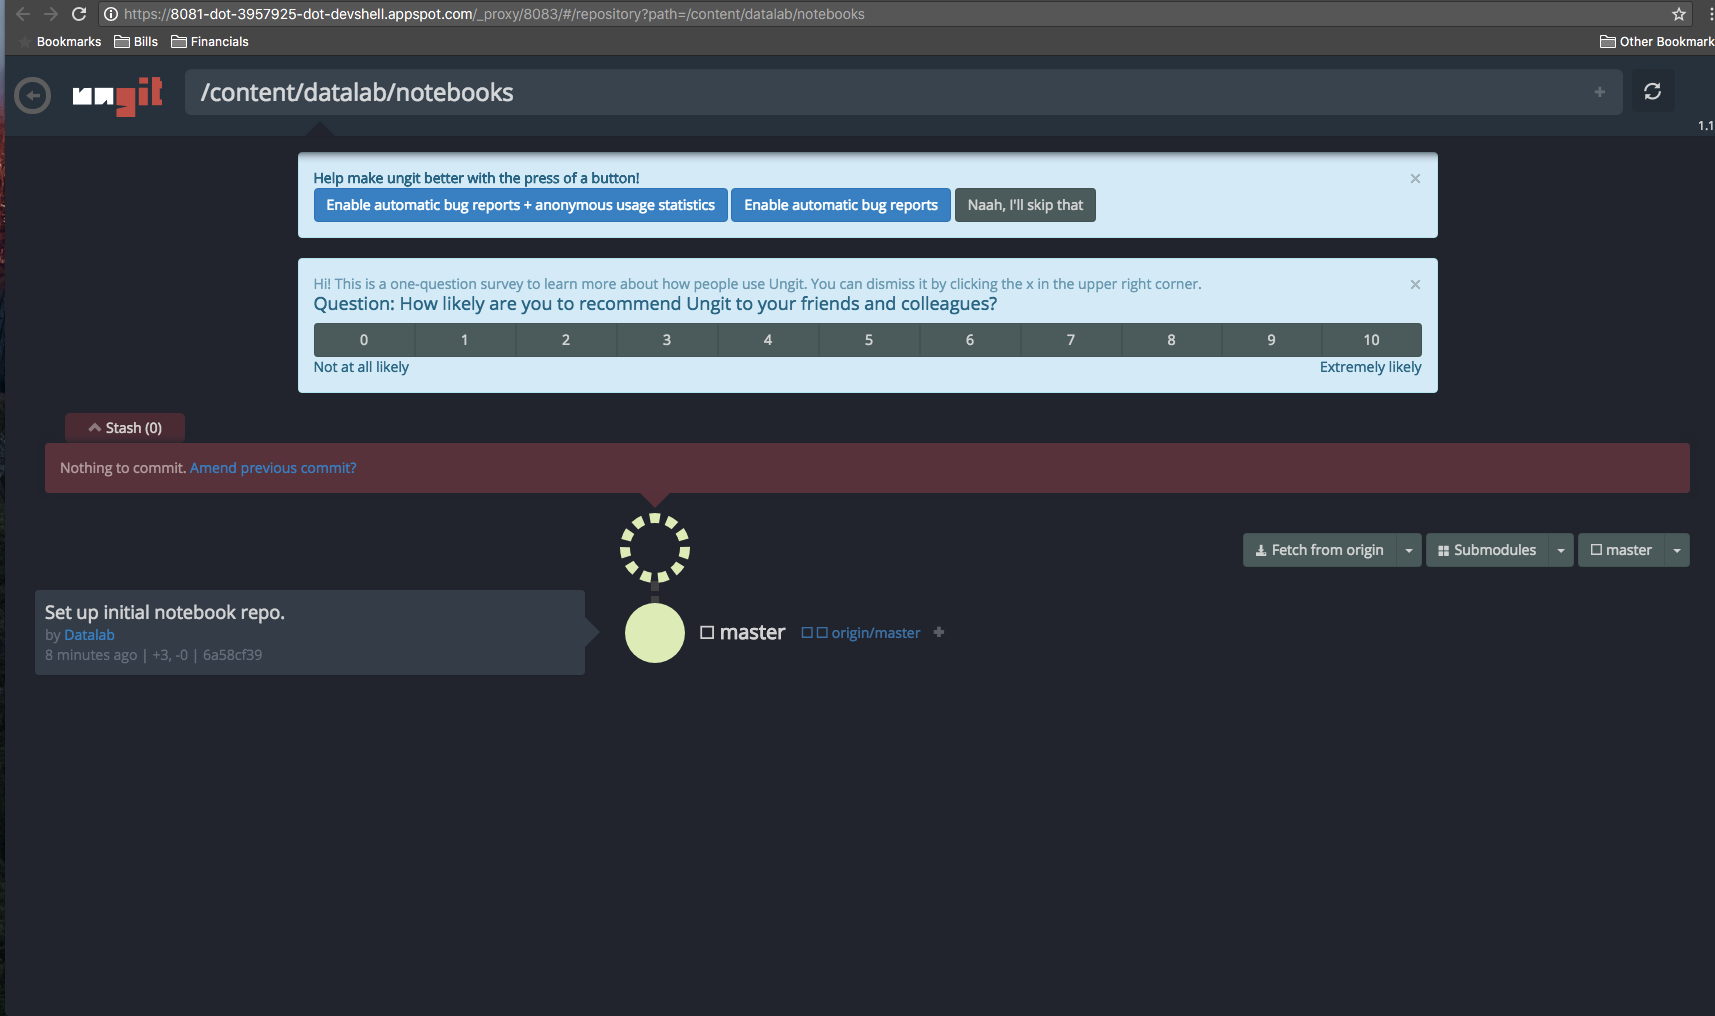 https://8081-dot-3957925-dot-devshell.appspot.com/_proxy/8083/#/repository?path=/content/datalab/notebooks
Bookmarks Bills Financials Other Bookmark
ungit /content/datalab/notebooks +
1.1
Help make ungit better with the press of a button! ×
Enable automatic bug reports + anonymous usage statistics Enable automatic bug reports Naah, I'll skip that
Hi! This is a one-question survey to learn more about how people use Ungit. You can dismiss it by clicking the x in the upper right corner. ×
Question: How likely are you to recommend Ungit to your friends and colleagues?
0 1 2 3 4 5 6 7 8 9 10
Not at all likely Extremely likely
Stash (0)
Nothing to commit. Amend previous commit?
Fetch from origin Submodules master
Set up initial notebook repo.
by Datalab
8 minutes ago | +3, -0 | 6a58cf39
master origin/master +